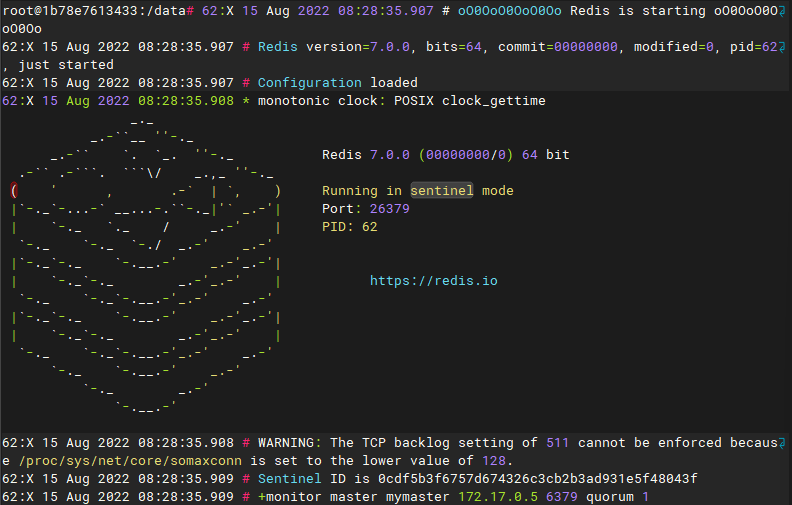 root@1b78e7613433:/data# 62:X 15 Aug 2022 08:28:35.907 # oO0OoO0OoO0Oo Redis is starting oO0OoO0O
oO0Oo
62:X 15 Aug 2022 08:28:35.907 # Redis version=7.0.0, bits=64, commit=00000000, modified=0, pid=62
, just started
62:X 15 Aug 2022 08:28:35.907 # Configuration loaded
62:X 15 Aug 2022 08:28:35.908 * monotonic clock: POSIX clock_gettime
Redis 7.0.0 (00000000/0) 64 bit
Running in sentinel mode
Port: 26379
PID: 62
https://redis.io
62:X 15 Aug 2022 08:28:35.908 # WARNING: The TCP backlog setting of 511 cannot be enforced becaus
e /proc/sys/net/core/somaxconn is set to the lower value of 128.
62:X 15 Aug 2022 08:28:35.909 # Sentinel ID is 0cdf5b3f6757d674326c3cb2b3ad931e5f48043f
62:X 15 Aug 2022 08:28:35.909 # +monitor master mymaster 172.17.0.5 6379 quorum 1